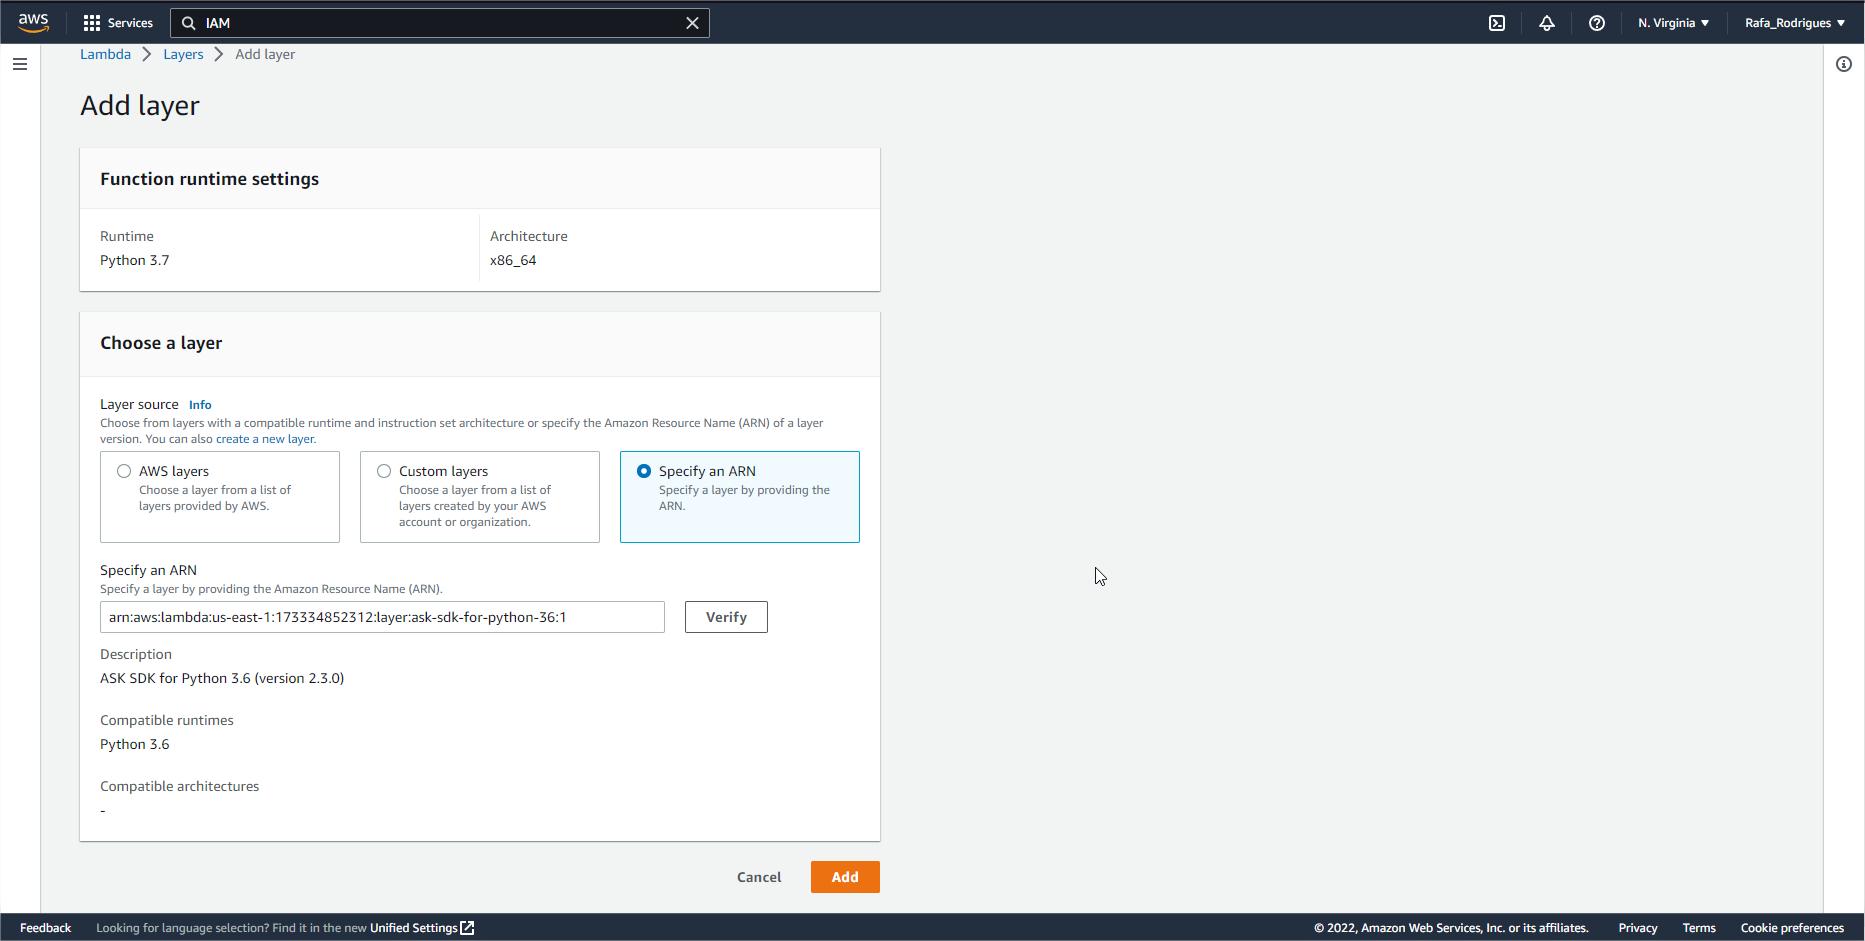 aws
Services
IAM
N. Virginia
Rafa_Rodrigues
Lambda
Layers
Add layer
Add layer
Function runtime settings
Runtime
Python 3.7
Architecture
x86_64
Choose a layer
Layer source Info
Choose from layers with a compatible runtime and instruction set architecture or specify the Amazon Resource Name (ARN) of a layer
version. You can also create a new layer.
AWS layers
Choose a layer from a list of
layers provided by AWS.
Custom layers
Choose a layer from a list of
layers created by your AWS
account or organization.
Specify an ARN
Specify a layer by providing the
ARN.
Specify an ARN
Specify a layer by providing the Amazon Resource Name (ARN).
arn:aws:lambda:us-east-1:173334852312:layer:ask-sdk-for-python-36:1
Verify
Description
ASK SDK for Python 3.6 (version 2.3.0)
Compatible runtimes
Python 3.6
Compatible architectures
-
Cancel
Add
Feedback
Looking for language selection? Find it in the new Unified Settings
© 2022, Amazon Web Services, Inc. or its affiliates.
Privacy
Terms
Cookie preferences